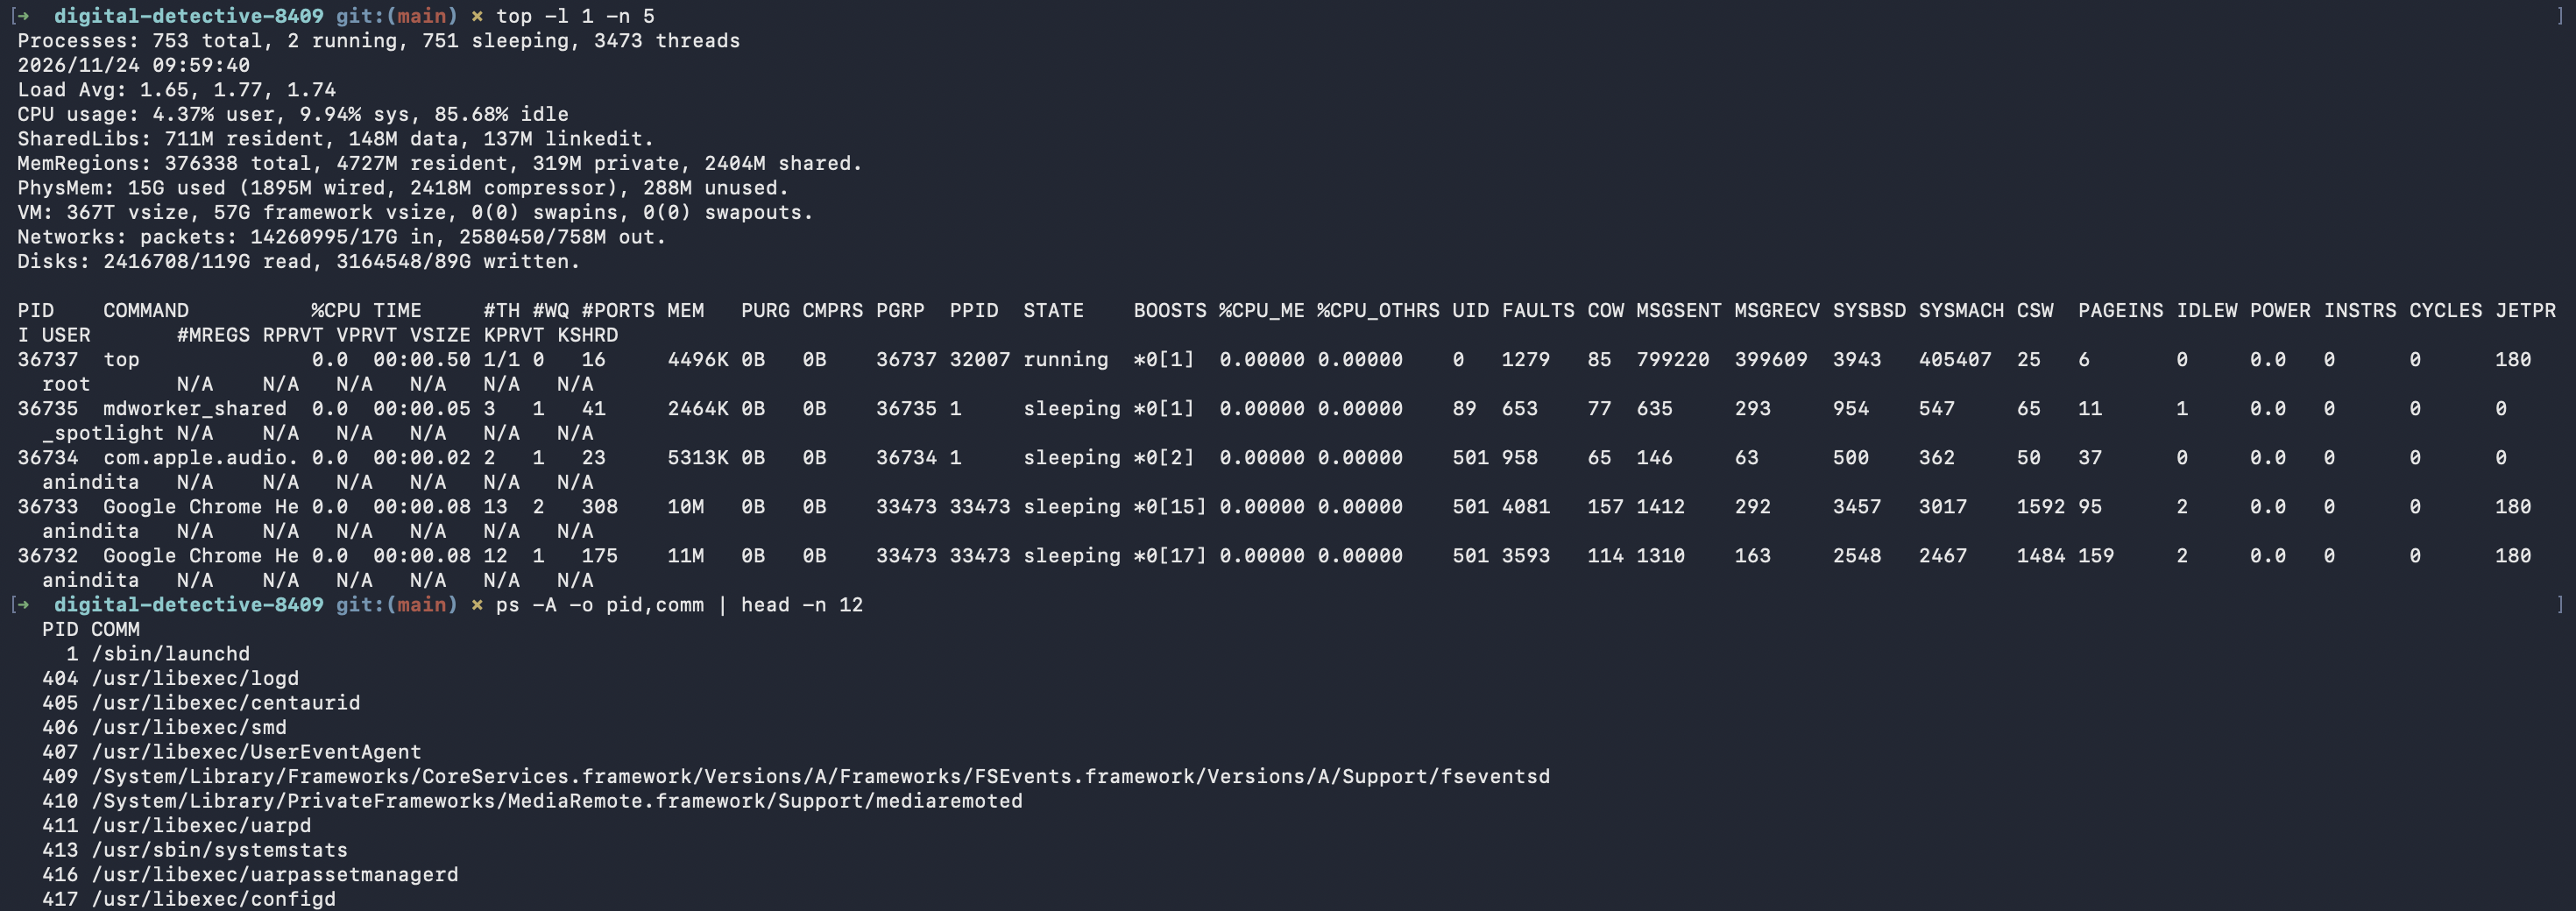 [➜  digital-detective-8409 git:(main) × top -l 1 -n 5 ]
Processes: 753 total, 2 running, 751 sleeping, 3473 threads
2026/11/24 09:59:40
Load Avg: 1.65, 1.77, 1.74
CPU usage: 4.37% user, 9.94% sys, 85.68% idle
SharedLibs: 711M resident, 148M data, 137M linkedit.
MemRegions: 376338 total, 4727M resident, 319M private, 2404M shared.
PhysMem: 15G used (1895M wired, 2418M compressor), 288M unused.
VM: 367T vsize, 57G framework vsize, 0(0) swapins, 0(0) swapouts.
Networks: packets: 14260995/17G in, 2580450/758M out.
Disks: 2416708/119G read, 3164548/89G written.

PID    COMMAND          %CPU TIME     #TH #WQ #PORTS MEM   PURG CMPRS PGRP  PPID  STATE    BOOSTS %CPU_ME %CPU_OTHRS UID FAULTS COW MSGSENT MSGRECV SYSBSD SYSMACH CSW  PAGEINS IDLEW POWER INSTRS CYCLES JETPR
I USER       #MREGS RPRVT VPRVT VSIZE KPRVT KSHRD
36737  top              0.0  00:00.50 1/1 0   16     4496K 0B   0B    36737 32007 running  *0[1]  0.00000 0.00000    0   1279   85  799220  399609  3943   405407  25   6       0     0.0   0      0      180
  root       N/A    N/A   N/A   N/A   N/A   N/A
36735  mdworker_shared  0.0  00:00.05 3   1   41     2464K 0B   0B    36735 1     sleeping *0[1]  0.00000 0.00000    89  653    77  635     293     954    547     65   11      1     0.0   0      0      0
  _spotlight N/A    N/A   N/A   N/A   N/A   N/A
36734  com.apple.audio. 0.0  00:00.02 2   1   23     5313K 0B   0B    36734 1     sleeping *0[2]  0.00000 0.00000    501 958    65  146     63      500    362     50   37      0     0.0   0      0      0
  anindita   N/A    N/A   N/A   N/A   N/A   N/A
36733  Google Chrome He 0.0  00:00.08 13  2   308    10M   0B   0B    33473 33473 sleeping *0[15] 0.00000 0.00000    501 4081   157 1412    292     3457   3017    1592 95      2     0.0   0      0      180
  anindita   N/A    N/A   N/A   N/A   N/A   N/A
36732  Google Chrome He 0.0  00:00.08 12  1   175    11M   0B   0B    33473 33473 sleeping *0[17] 0.00000 0.00000    501 3593   114 1310    163     2548   2467    1484 159     2     0.0   0      0      180
  anindita   N/A    N/A   N/A   N/A   N/A   N/A
[➜  digital-detective-8409 git:(main) × ps -A -o pid,comm | head -n 12 ]
  PID COMM
    1 /sbin/launchd
  404 /usr/libexec/logd
  405 /usr/libexec/centaurid
  406 /usr/libexec/smd
  407 /usr/libexec/UserEventAgent
  409 /System/Library/Frameworks/CoreServices.framework/Versions/A/Frameworks/FSEvents.framework/Versions/A/Support/fseventsd
  410 /System/Library/PrivateFrameworks/MediaRemote.framework/Support/mediaremoted
  411 /usr/libexec/uarpd
  413 /usr/sbin/systemstats
  416 /usr/libexec/uarpassetmanagerd
  417 /usr/libexec/configd